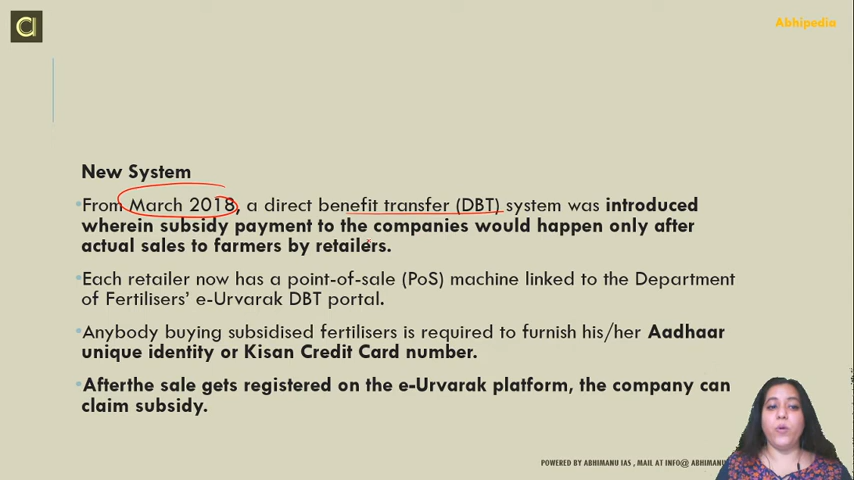 Abhipedia
New System
•From March 2018, a direct benefit transfer (DBT) system was introduced
wherein subsidy payment to the companies would happen only after
actual sales to farmers by retailers.
•Each retailer now has a point-of-sale (PoS) machine linked to the Department
of Fertilisers' e-Urvarak DBT portal.
•Anybody buying subsidised fertilisers is required to furnish his/her Aadhaar
unique identity or Kisan Credit Card number.
•Afterthe sale gets registered on the e-Urvarak platform, the company can
claim subsidy.
POWERED BY ABHIMANU IAS , MAIL AT INFO@ ABHIMANU